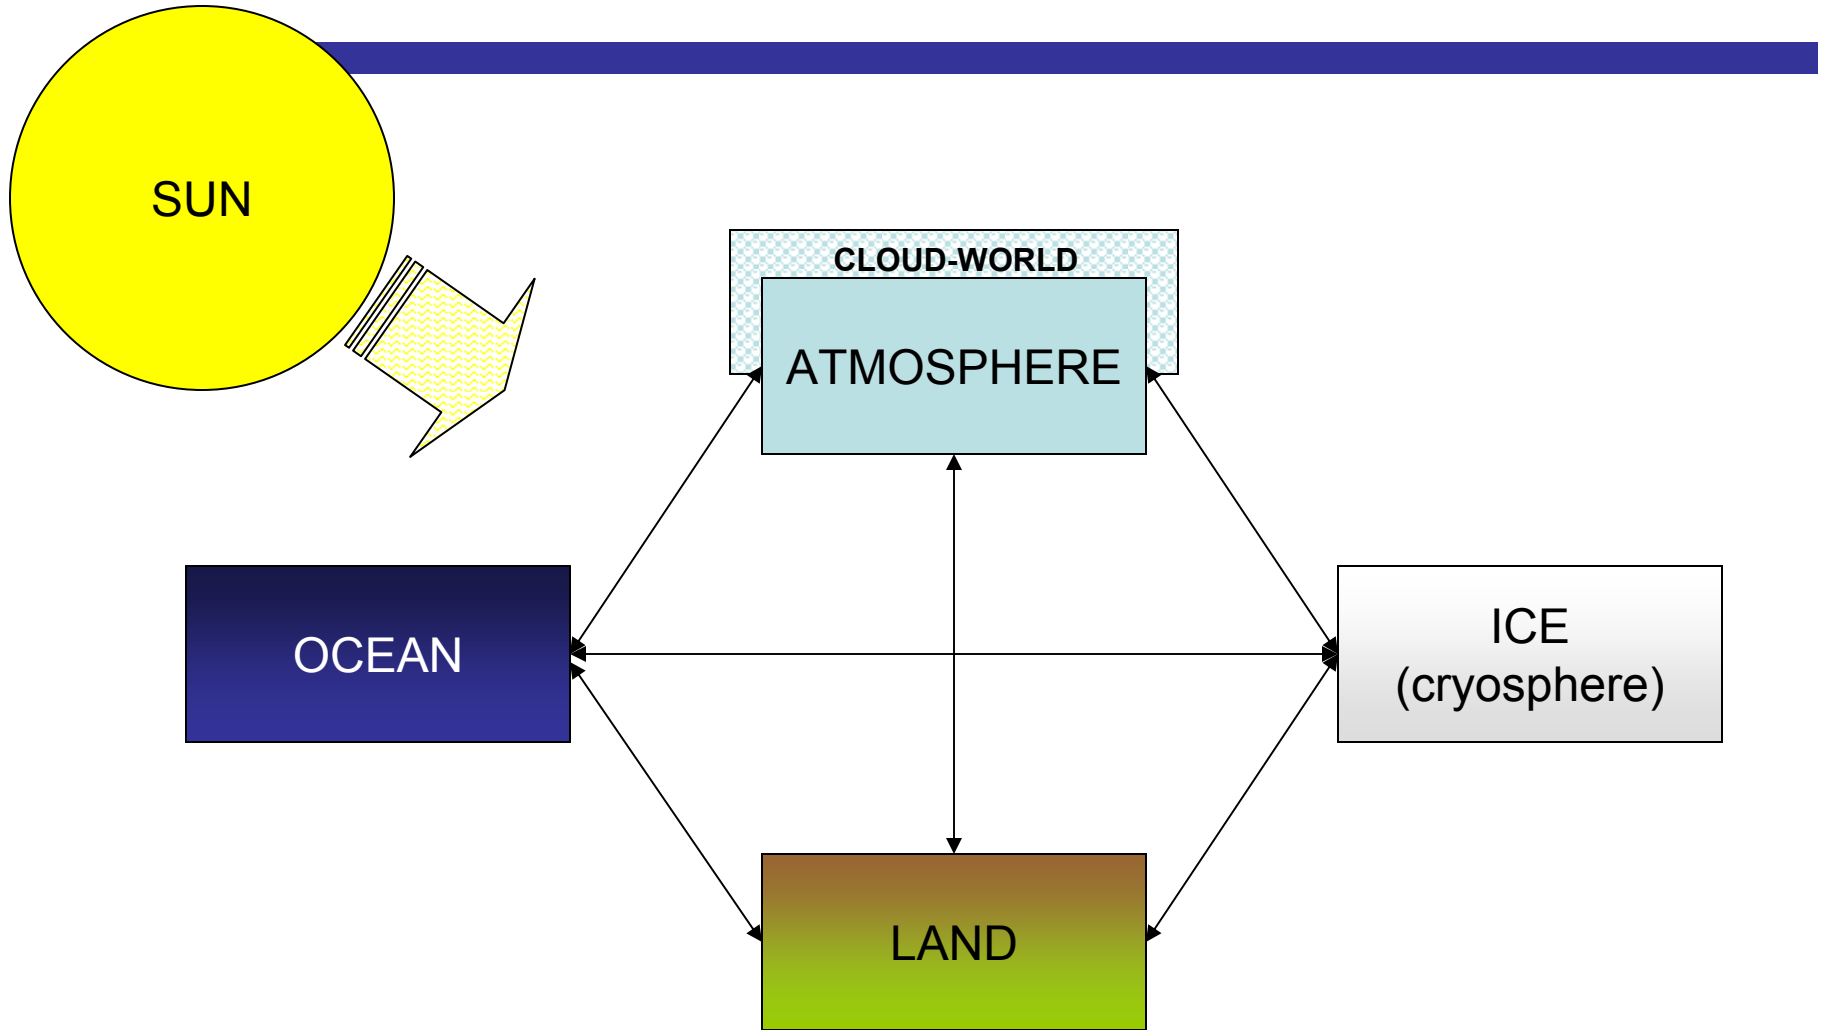 SUN
CLOUD-WORLD
ATMOSPHERE
OCEAN
ICE
(cryosphere)
LAND